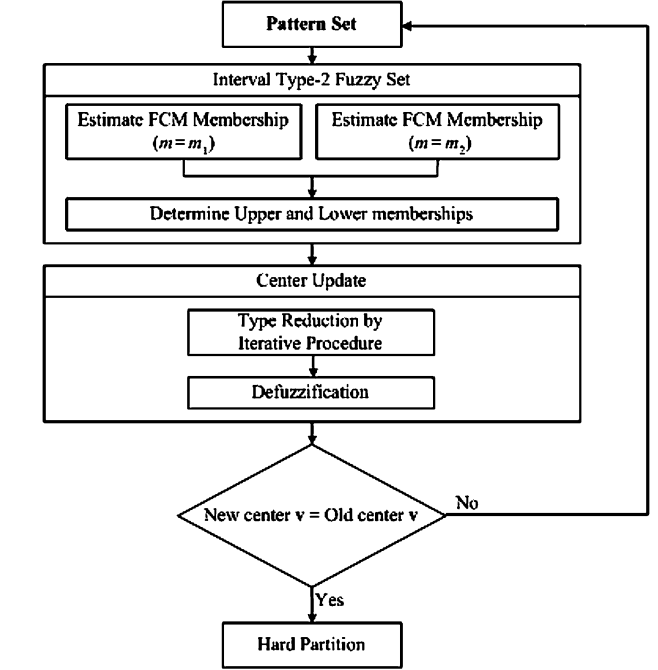 Pattern Set
Interval Type-2 Fuzzy Set
Estimate FCM Membership
(m = m₁)
Estimate FCM Membership
(m = m₂)
Determine Upper and Lower memberships
Center Update
Type Reduction by
Iterative Procedure
Defuzzification
New center v = Old center v
No
Yes
Hard Partition